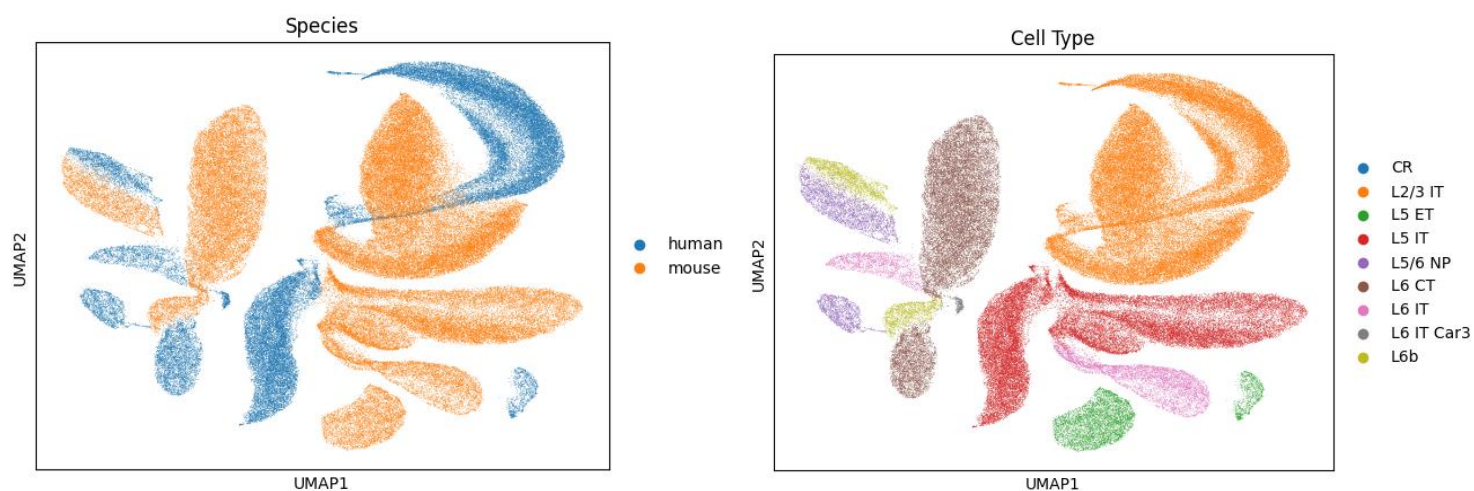 Species
UMAP2
UMAP1
human
mouse
Cell Type
UMAP2
UMAP1
CR
L2/3 IT
L5 ET
L5 IT
L5/6 NP
L6 CT
L6 IT
L6 IT Car3
L6b